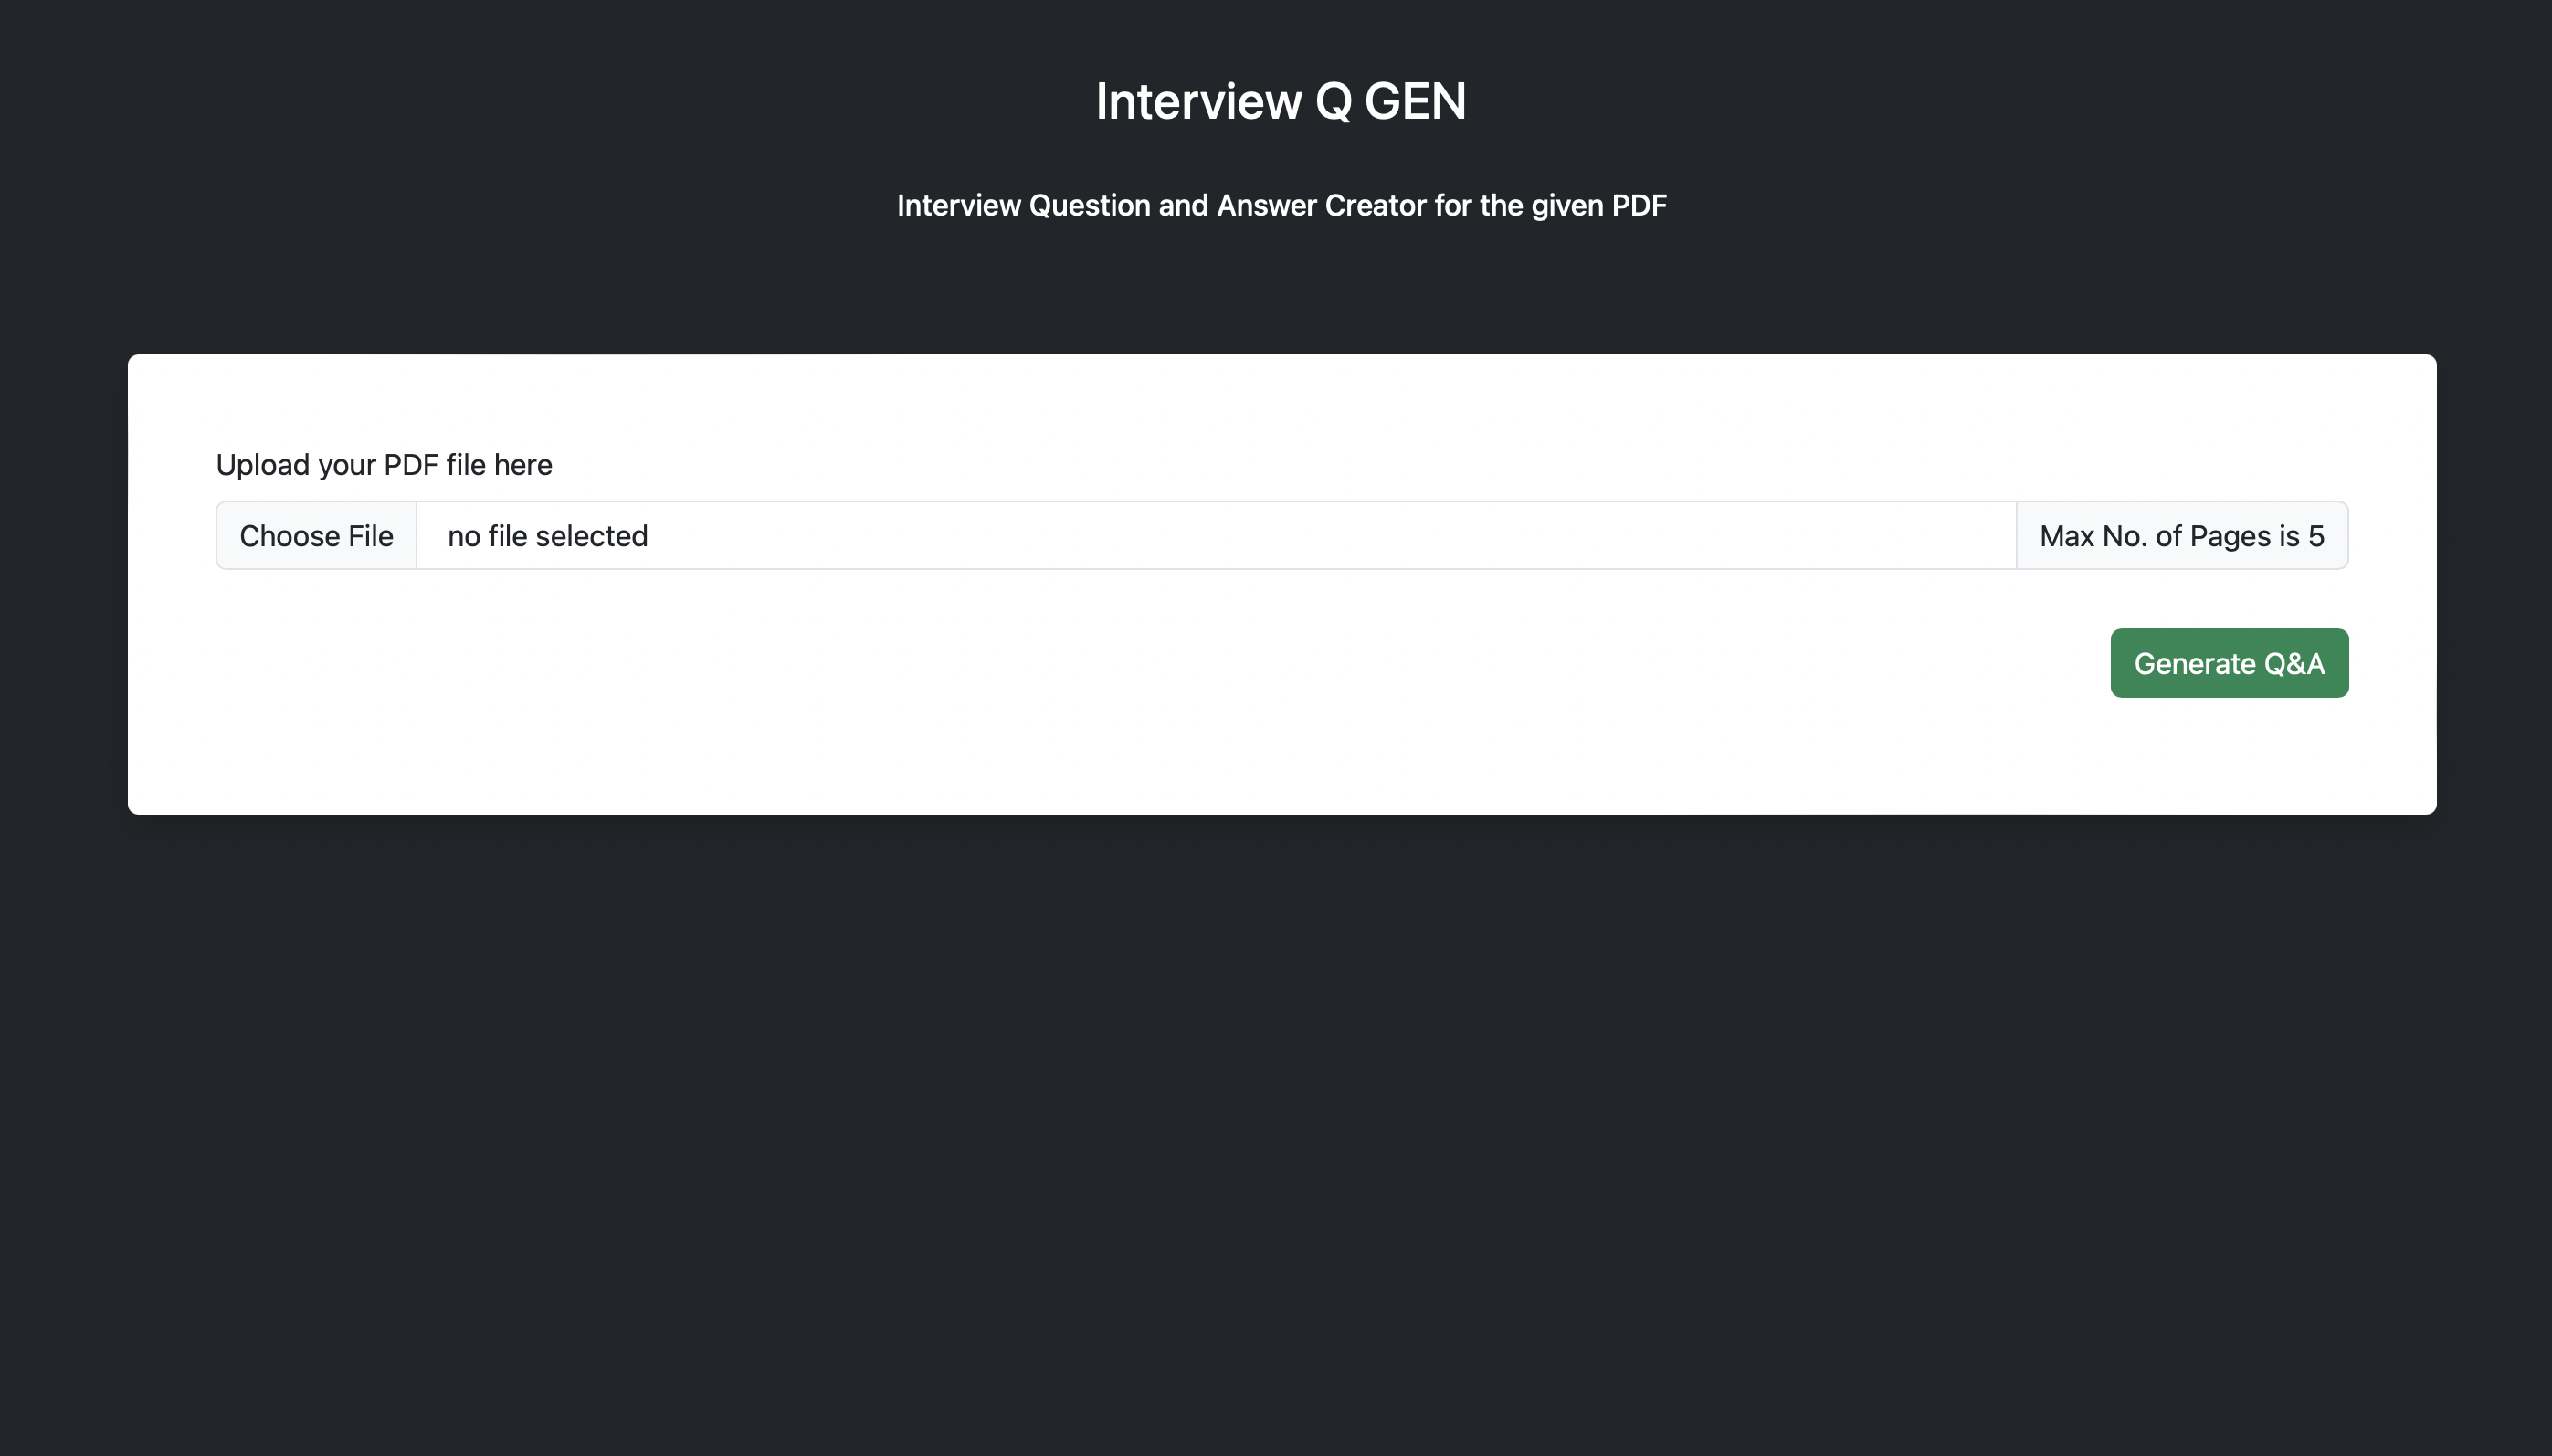 Interview Q GEN
Interview Question and Answer Creator for the given PDF
Upload your PDF file here
Choose File no file selected Max No. of Pages is 5
Generate Q&A